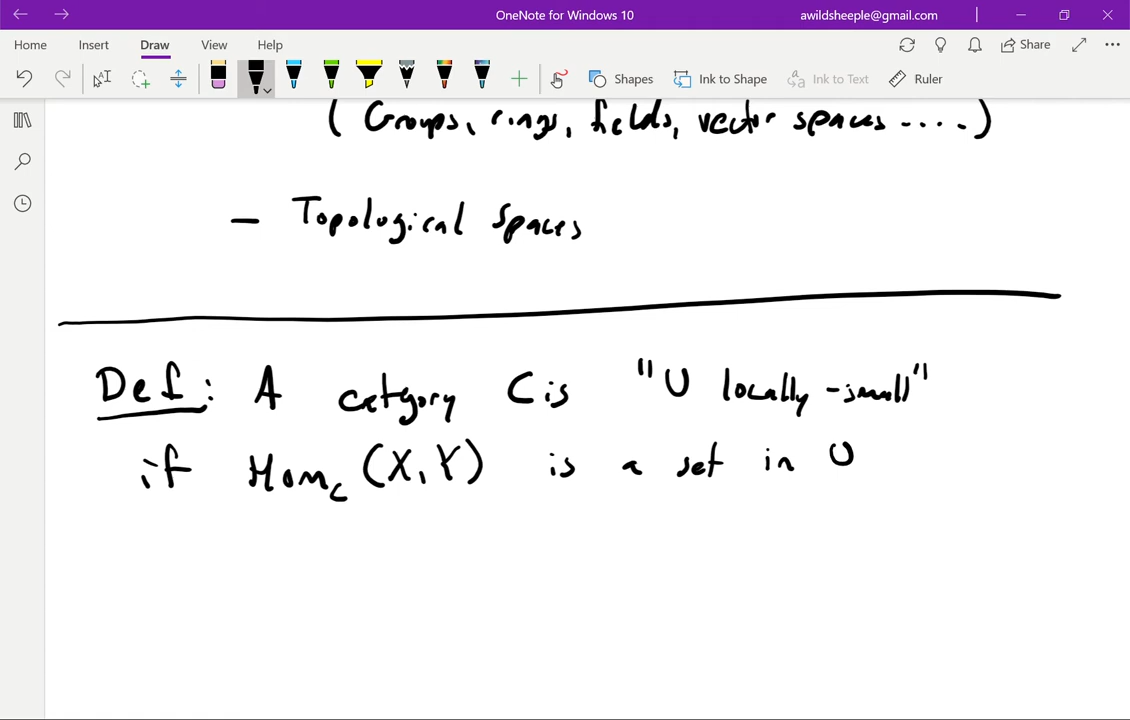 OneNote for Windows 10
awildsheeple@gmail.com
Home Insert Draw View Help
Share
Shapes Ink to Shape Ink to Text Ruler
( Groups, rings, fields, vector spaces ....)
- Topological Spaces
Def: A category C is "U locally-small"
if Hom_C (X,Y) is a set in U